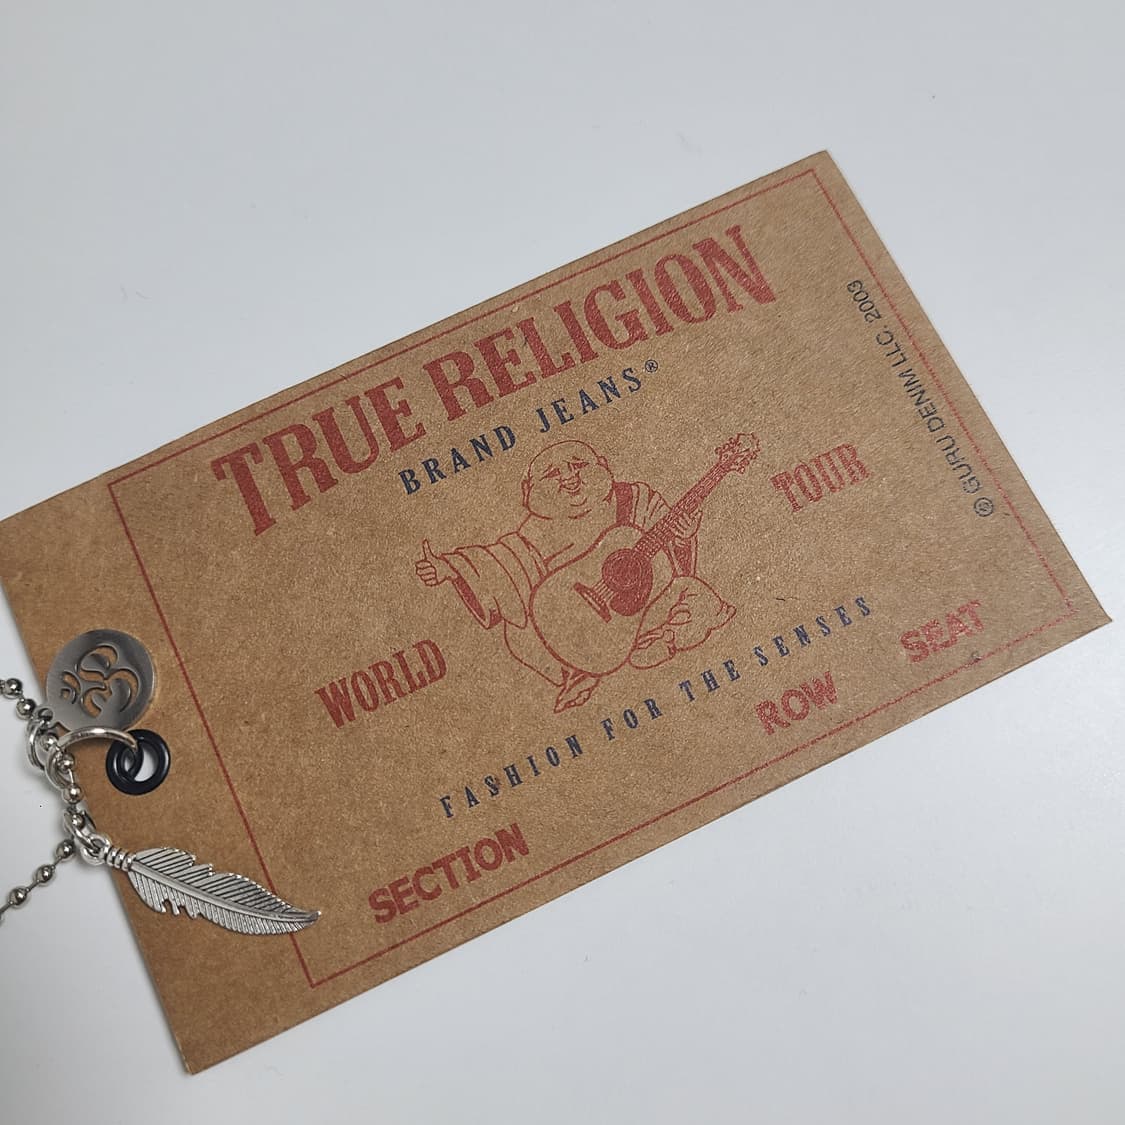 TRUE RELIGION
BRAND JEANS®
WORLD TOUR
FASHION FOR THE SENSES
SECTION ROW SEAT
© GURU DENIM LLC, 2003
ॐ